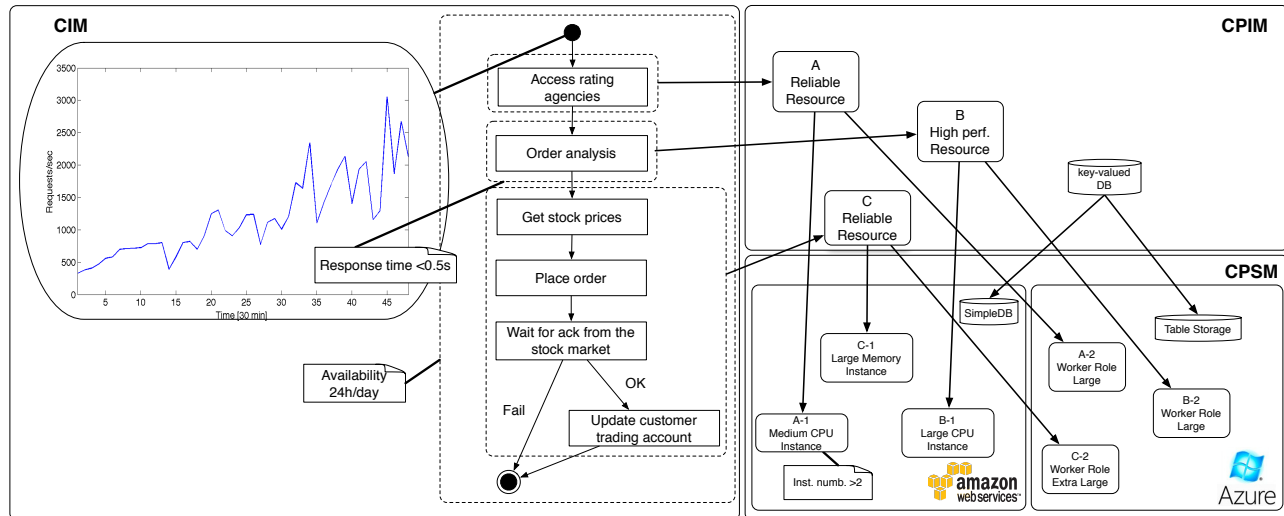 CIM
3500
3000
2500
2000
1500
1000
500
0
Requests/sec
5
10
15
20
25
30
35
40
45
Time [30 min]
Response time <0.5s
Availability
24h/day
Access rating
agencies
Order analysis
Get stock prices
Place order
Wait for ack from the
stock market
Fail
OK
Update customer
trading account
CPIM
A
Reliable
Resource
B
High perf.
Resource
key-valued
DB
C
Reliable
Resource
CPSM
SimpleDB
Table Storage
C-1
Large Memory
Instance
A-2
Worker Role
Large
B-2
Worker Role
Large
A-1
Medium CPU
Instance
B-1
Large CPU
Instance
C-2
Worker Role
Extra Large
Inst. numb. >2
amazon
webservices™
Azure